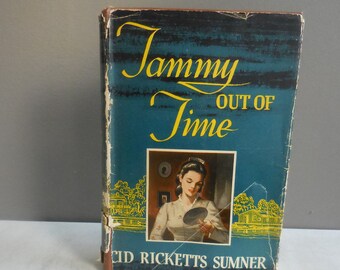 Tammy
OUT OF
Time
CID RICKETTS SUMNER